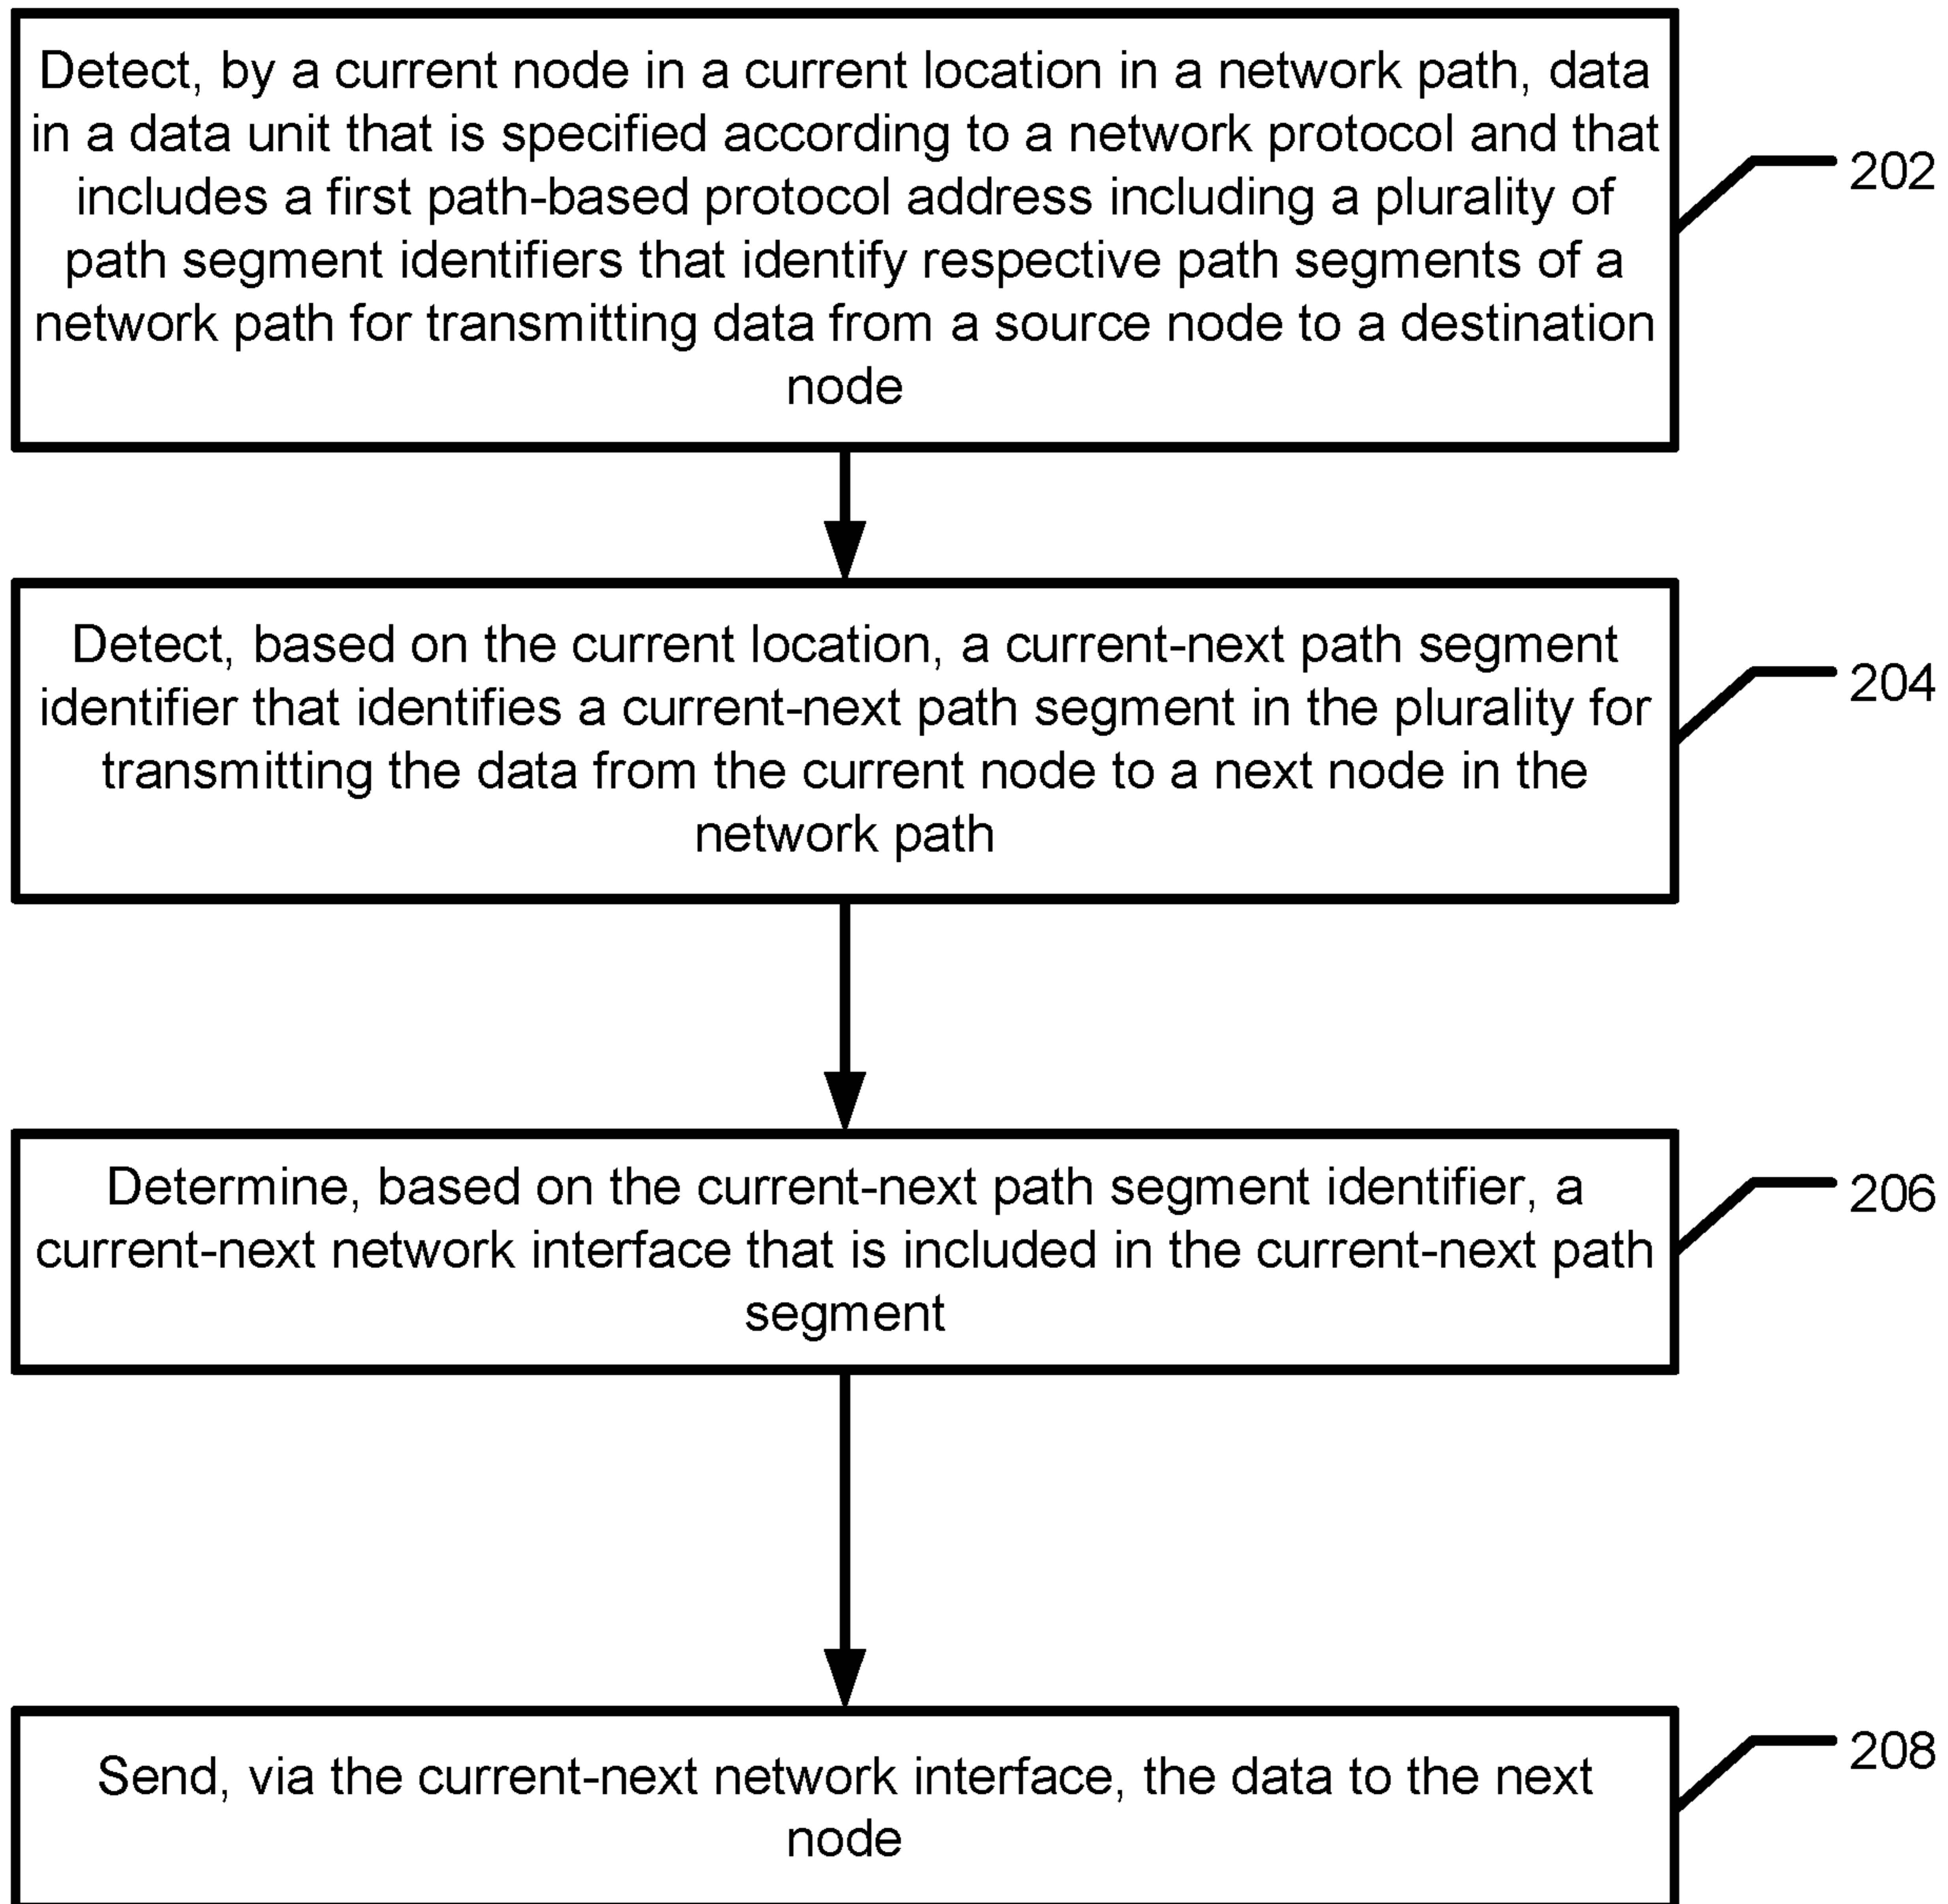 Detect, by a current node in a current location in a network path, data
in a data unit that is specified according to a network protocol and that
includes a first path-based protocol address including a plurality of
path segment identifiers that identify respective path segments of a
network path for transmitting data from a source node to a destination
node
202
Detect, based on the current location, a current-next path segment
identifier that identifies a current-next path segment in the plurality for
transmitting the data from the current node to a next node in the
network path
204
Determine, based on the current-next path segment identifier, a
current-next network interface that is included in the current-next path
segment
206
Send, via the current-next network interface, the data to the next
node
208